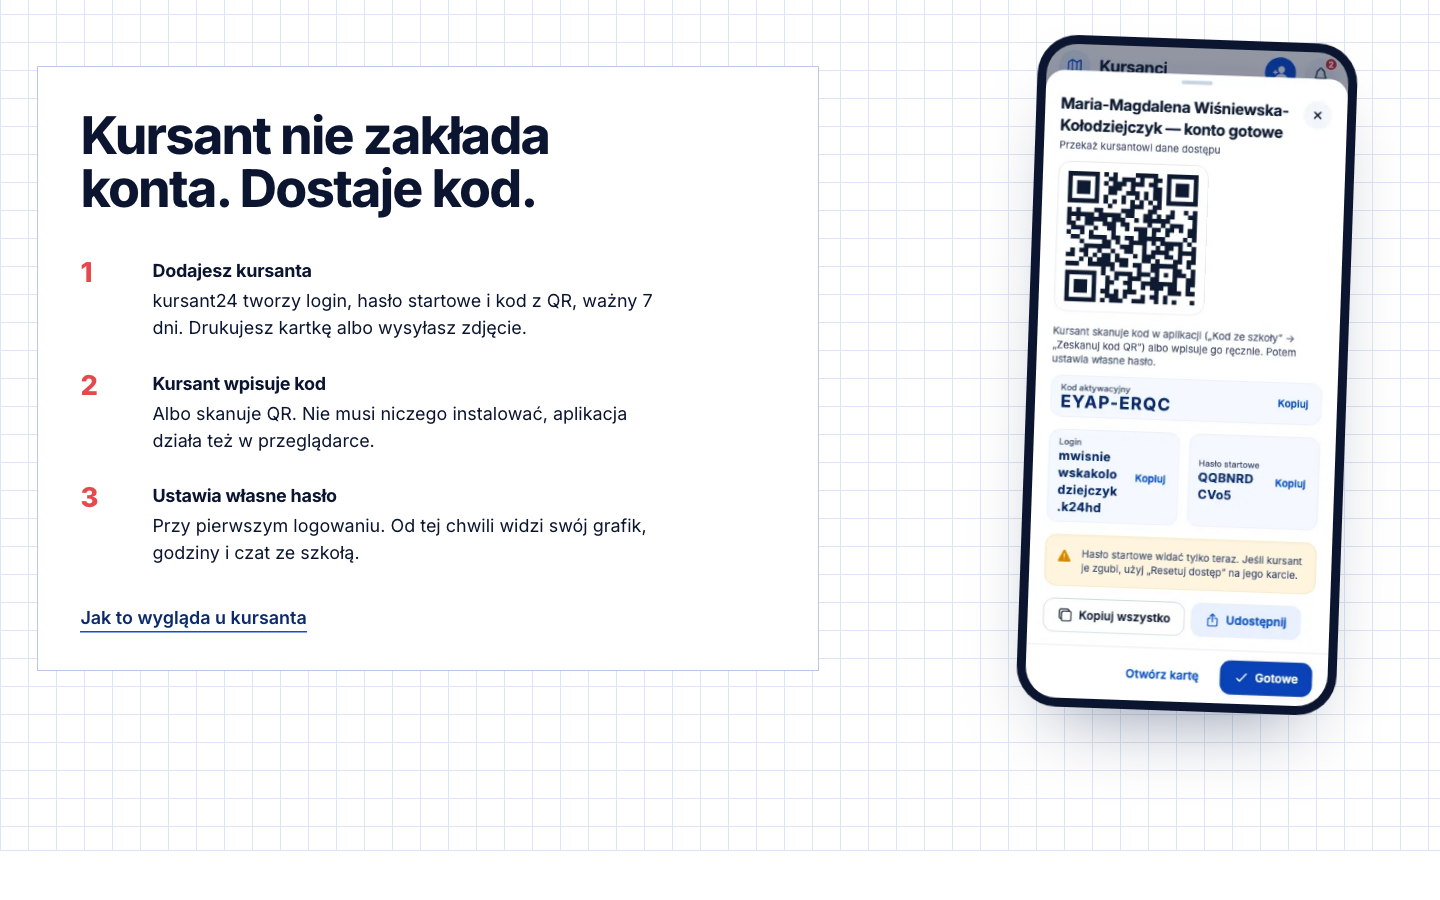 Kursant nie zakłada
konta. Dostaje kod.
1
Dodajesz kursanta
kursant24 tworzy login, hasło startowe i kod z QR, ważny 7
dni. Drukujesz kartkę albo wysyłasz zdjęcie.
2
Kursant wpisuje kod
Albo skanuje QR. Nie musi niczego instalować, aplikacja
działa też w przeglądarce.
3
Ustawia własne hasło
Przy pierwszym logowaniu. Od tej chwili widzi swój grafik,
godziny i czat ze szkołą.
Jak to wygląda u kursanta
Kursanci
2
Maria-Magdalena Wiśniewska-
Kołodziejczyk — konto gotowe
Przekaż kursantowi dane dostępu
Kursant skanuje kod w aplikacji („Kod ze szkoły” →
„Zeskanuj kod QR”) albo wpisuje go ręcznie. Potem
ustawia własne hasło.
Kod aktywacyjny
EYAP-ERQC
Kopiuj
Login
mwisnie
wskakolo
dziejczyk
.k24hd
Kopiuj
Hasło startowe
QQBNRD
CVo5
Kopiuj
Hasło startowe widać tylko teraz. Jeśli kursant
je zgubi, użyj „Resetuj dostęp” na jego karcie.
Kopiuj wszystko
Udostępnij
Otwórz kartę
Gotowe